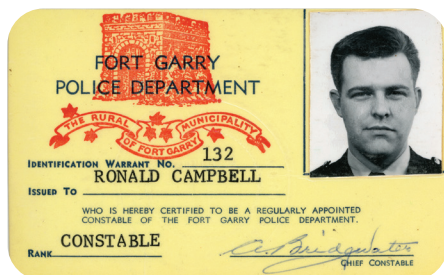 FORT GARRY
POLICE DEPARTMENT
THE RURAL MUNICIPALITY
OF FORT GARRY
IDENTIFICATION WARRANT NO. 132
ISSUED TO RONALD CAMPBELL
WHO IS HEREBY CERTIFIED TO BE A REGULARLY APPOINTED
CONSTABLE OF THE FORT GARRY POLICE DEPARTMENT.
RANK CONSTABLE
C. Bridgwater
CHIEF CONSTABLE